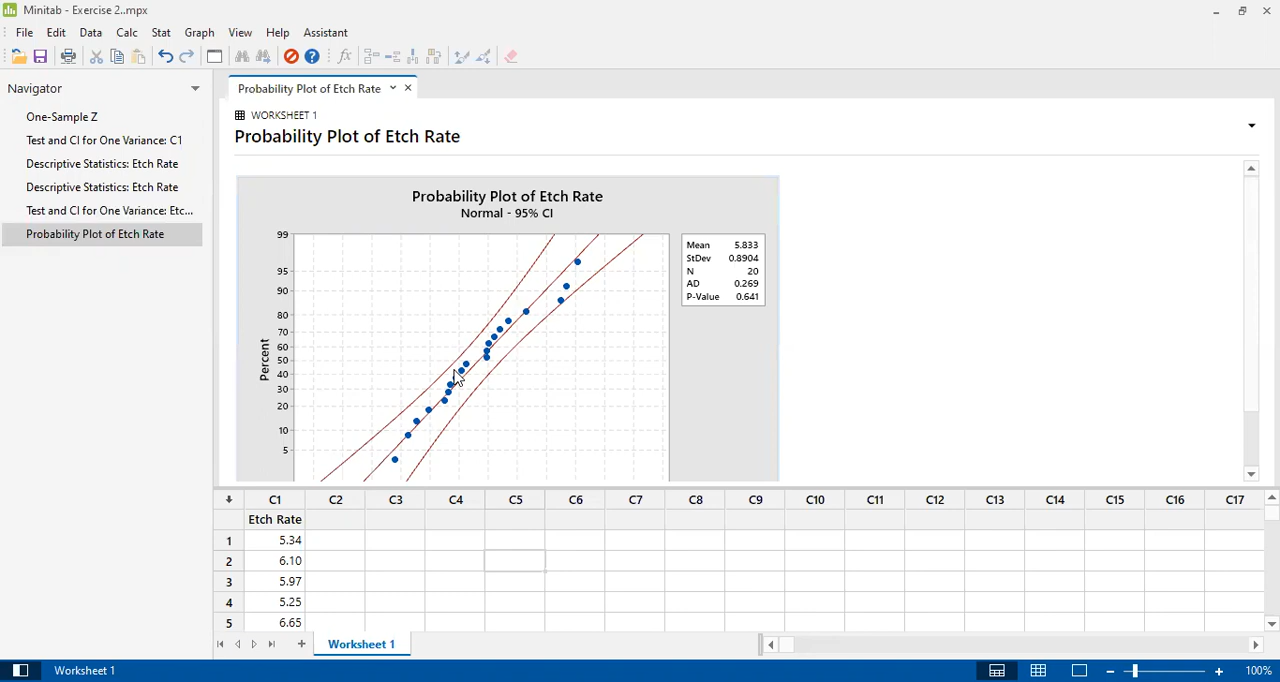 Minitab - Exercise 2..mpx
File Edit Data Calc Stat Graph View Help Assistant
Navigator
One-Sample Z
Test and CI for One Variance: C1
Descriptive Statistics: Etch Rate
Descriptive Statistics: Etch Rate
Test and CI for One Variance: Etc...
Probability Plot of Etch Rate
Probability Plot of Etch Rate
WORKSHEET 1
Probability Plot of Etch Rate
Probability Plot of Etch Rate
Normal - 95% CI
99
95
90
80
70
60
50
40
30
20
10
5
Percent
Mean 5.833
StDev 0.8904
N 20
AD 0.269
P-Value 0.641
C1 C2 C3 C4 C5 C6 C7 C8 C9 C10 C11 C12 C13 C14 C15 C16 C17
Etch Rate
1 5.34
2 6.10
3 5.97
4 5.25
5 6.65
Worksheet 1
Worksheet 1
100%